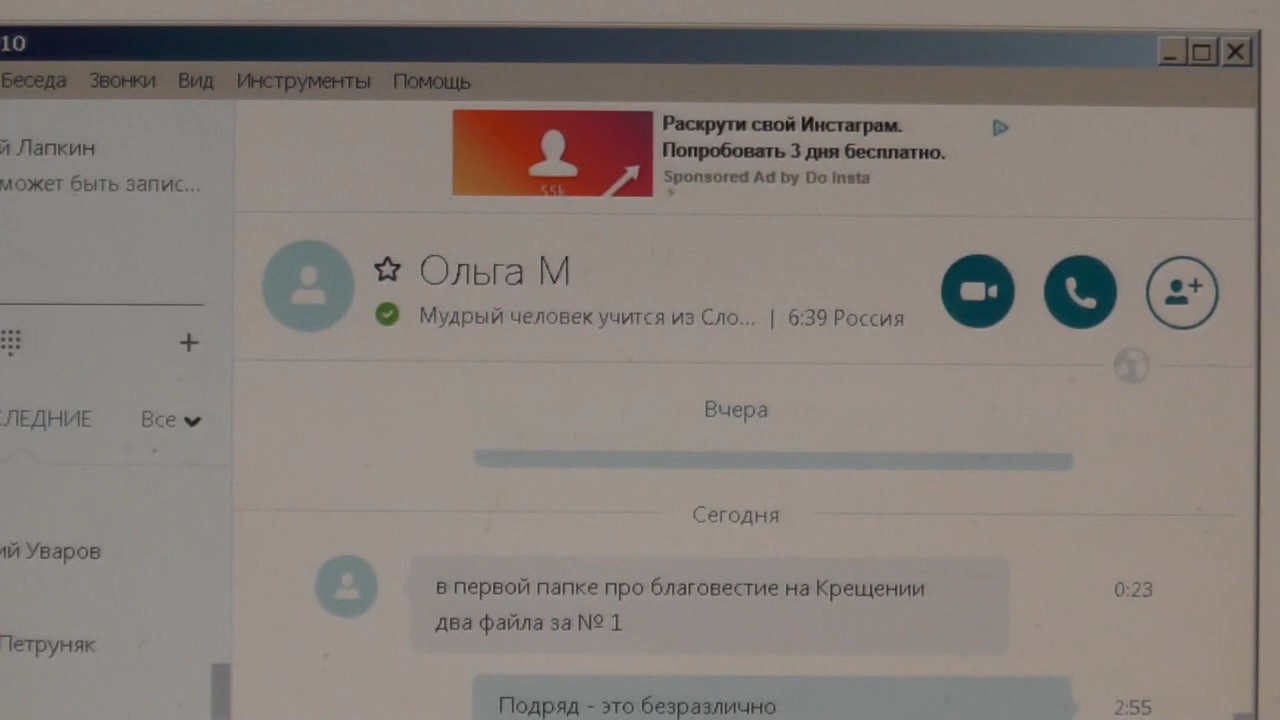 10
Беседа Звонки Вид Инструменты Помощь
й Лапкин
может быть запис...
55k
Раскрути свой Инстаграм.
Попробовать 3 дня бесплатно.
Sponsored Ad by Do Insta
Ольга М
Мудрый человек учится из Сло... | 6:39 Россия
СЛЕДНИЕ Все
Вчера
Сегодня
ий Уваров
Петруняк
в первой папке про благовестие на Крещении 0:23
два файла за № 1
Подряд - это безразлично 2:55